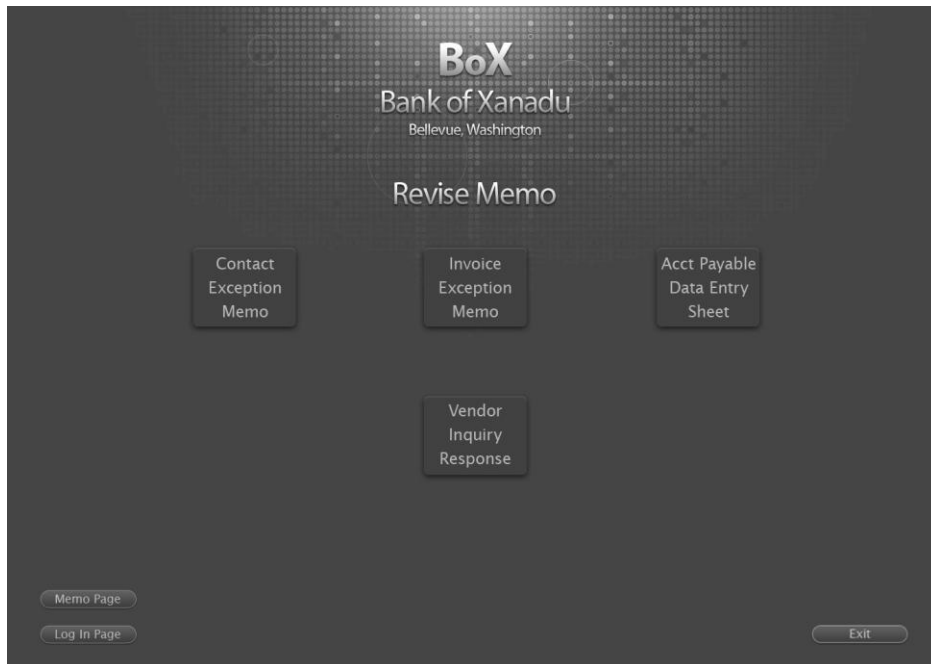 BoX
Bank of Xanadu
Bellevue, Washington
Revise Memo
Contact
Exception
Memo
Invoice
Exception
Memo
Acct Payable
Data Entry
Sheet
Vendor
Inquiry
Response
Memo Page
Log In Page
Exit